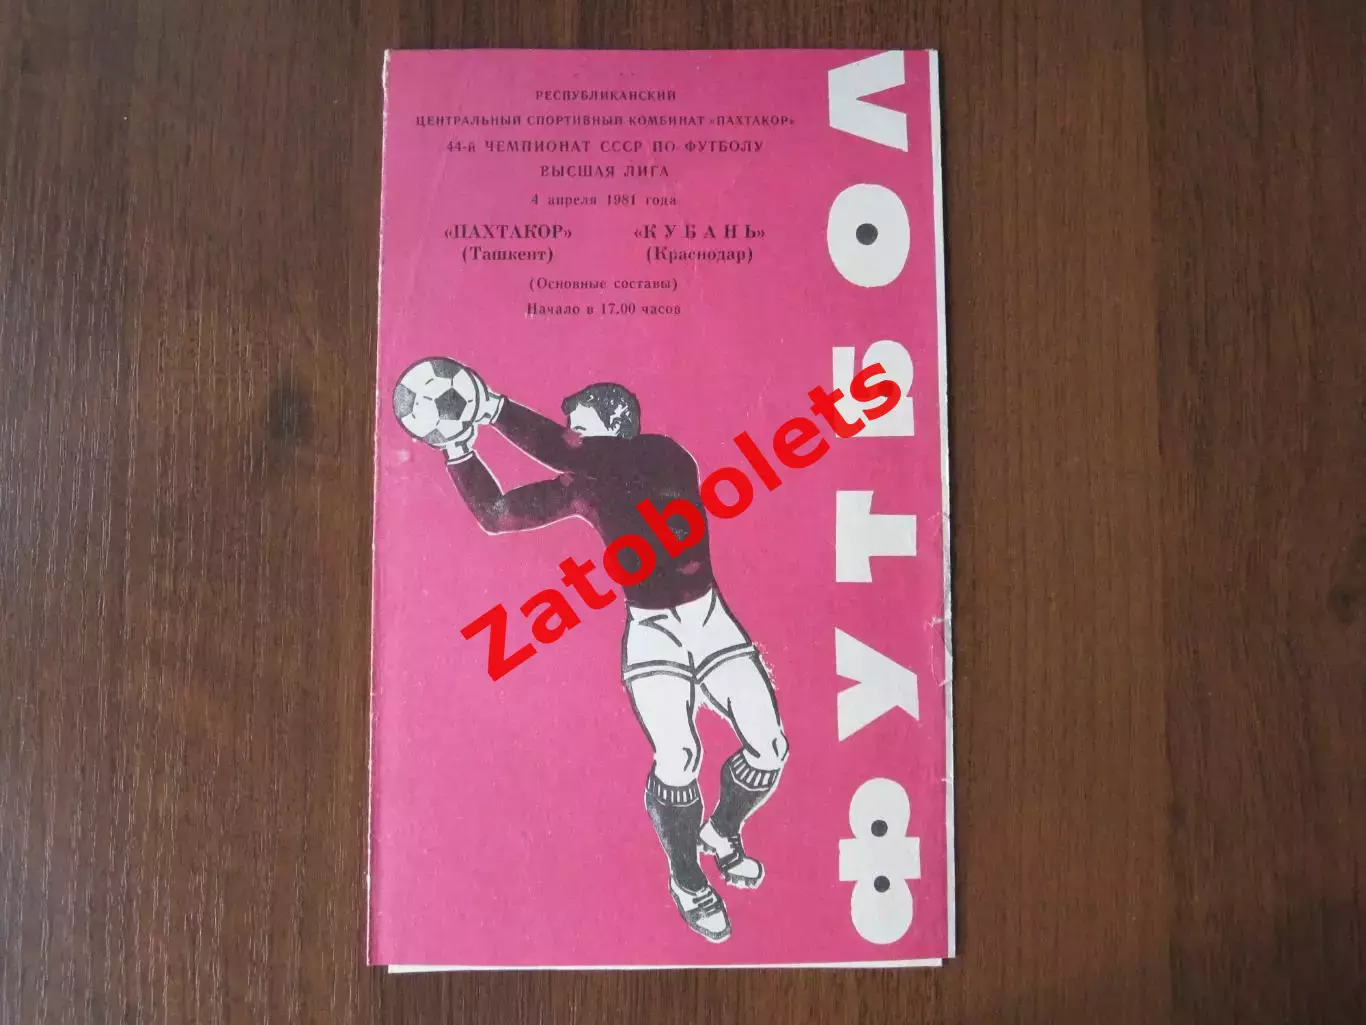 РЕСПУБЛИКАНСКИЙ
ЦЕНТРАЛЬНЫЙ СПОРТИВНЫЙ КОМБИНАТ «ПАХТАКОР»
44-й ЧЕМПИОНАТ СССР ПО ФУТБОЛУ
ВЫСШАЯ ЛИГА
4 апреля 1981 года
«ПАХТАКОР» «КУБАНЬ»
(Ташкент) (Краснодар)
(Основные составы)
Начало в 17.00 часов
ФУТБОЛ
Zatobolets